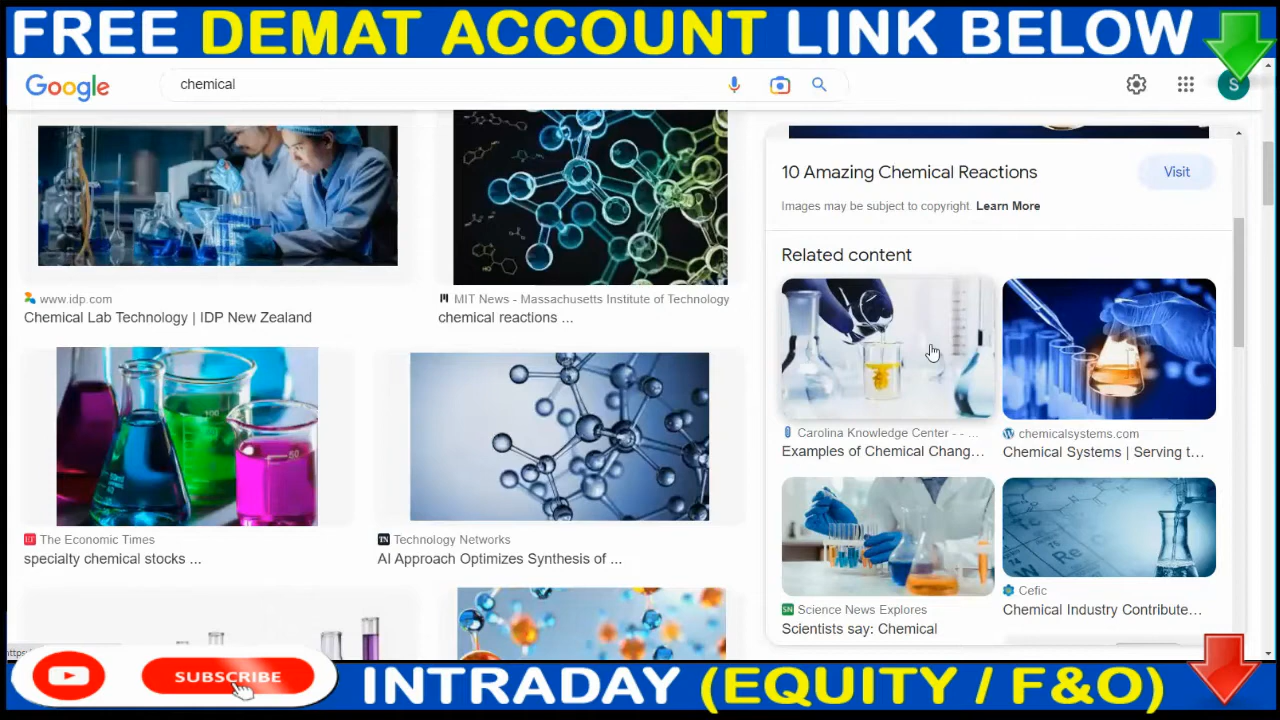 FREE DEMAT ACCOUNT LINK BELOW
Google
chemical
S
www.idp.com
Chemical Lab Technology | IDP New Zealand
MIT News - Massachusetts Institute of Technology
chemical reactions ...
The Economic Times
specialty chemical stocks ...
Technology Networks
AI Approach Optimizes Synthesis of ...
10 Amazing Chemical Reactions
Visit
Images may be subject to copyright. Learn More
Related content
Carolina Knowledge Center - - ...
Examples of Chemical Chang...
chemicalsystems.com
Chemical Systems | Serving t...
Science News Explores
Scientists say: Chemical
Cefic
Chemical Industry Contribute...
SUBSCRIBE
INTRADAY (EQUITY / F&O)